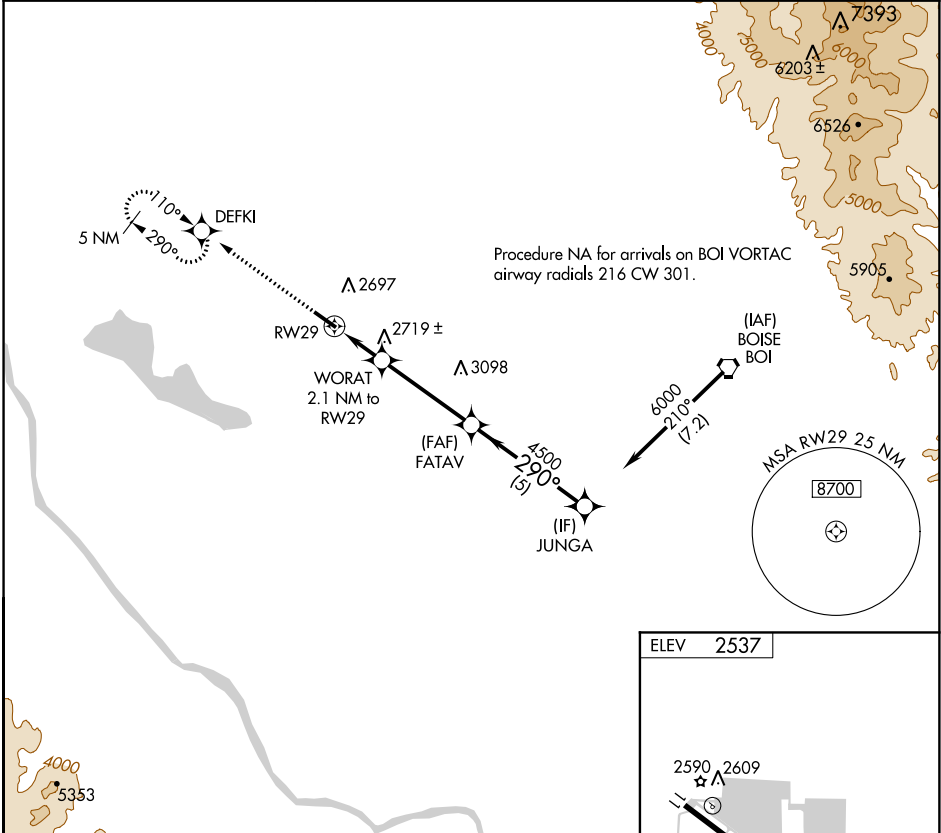 7393
4000
5000
6000
6203 ±
6526
5000
5905
110°
DEFKI
5 NM
290°
Procedure NA for arrivals on BOI VORTAC
airway radials 216 CW 301.
2697
RW29
2719 ±
(IAF)
BOISE
BOI
WORAT
2.1 NM to
RW29
3098
6000
210°
(7.2)
(FAF)
FATAV
4500
290°
(5)
(IF)
JUNGA
MSA RW29 25 NM
8700
ELEV 2537
4000
5353
2590
2609
11